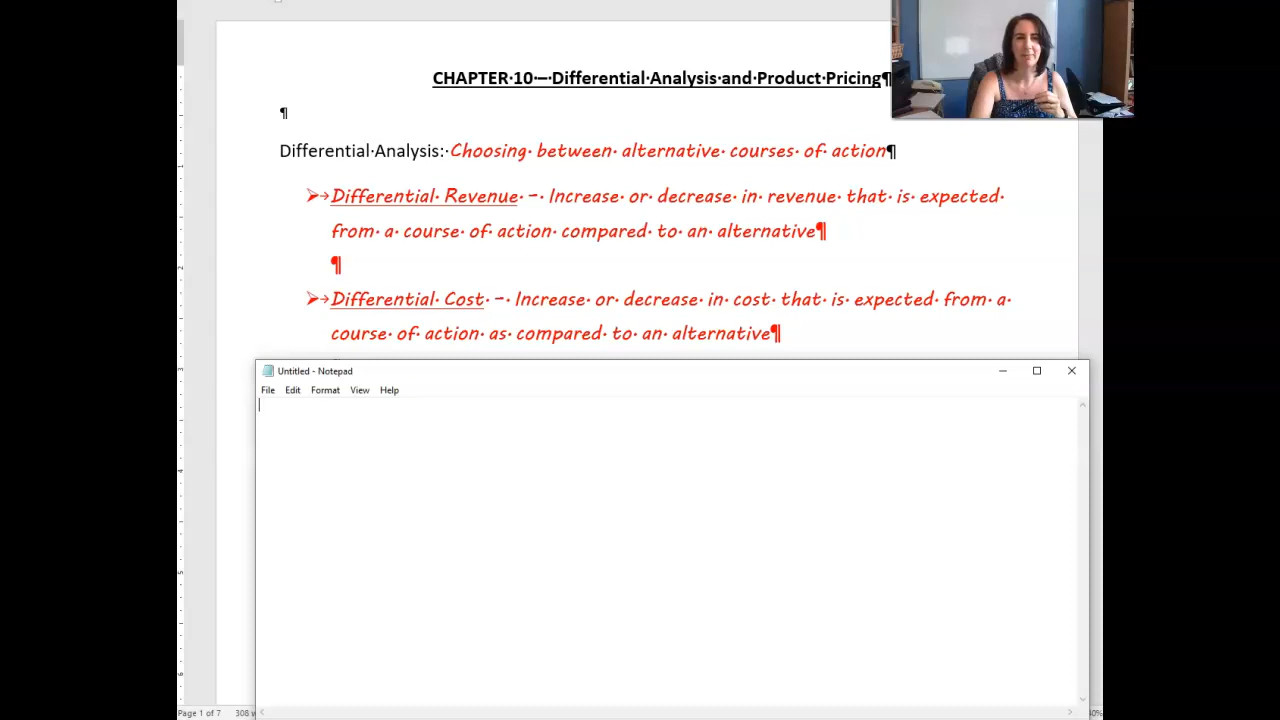 CHAPTER·10·–·Differential·Analysis·and·Product·Pricing¶
¶
Differential·Analysis:·Choosing· between· alternative· courses· of· action¶
➢→Differential· Revenue· -· Increase· or· decrease· in· revenue· that· is· expected·
from· a· course· of· action· compared· to· an· alternative¶
¶
➢→Differential· Cost· -· Increase· or· decrease· in· cost· that· is· expected· from· a·
course· of· action· as· compared· to· an· alternative¶
Untitled - Notepad
File Edit Format View Help
Page 1 of 7 308